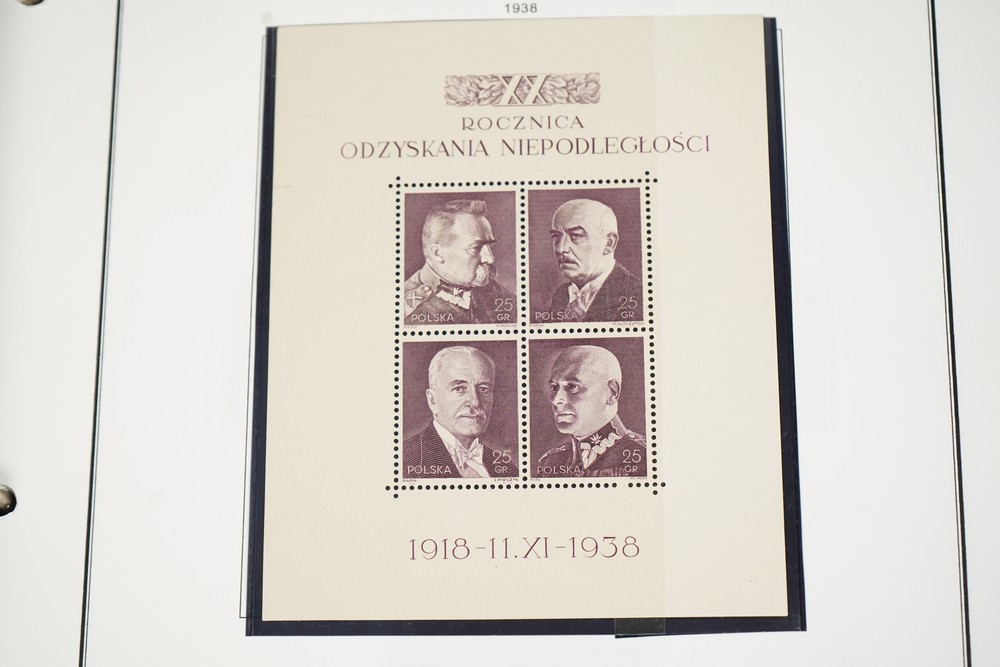 1938
XX
ROCZNICA
ODZYSKANIA NIEPODLEGŁOŚCI
25
GR
POLSKA
25
GR
POLSKA
25
GR
POLSKA
25
GR
POLSKA
1918-11.XI-1938